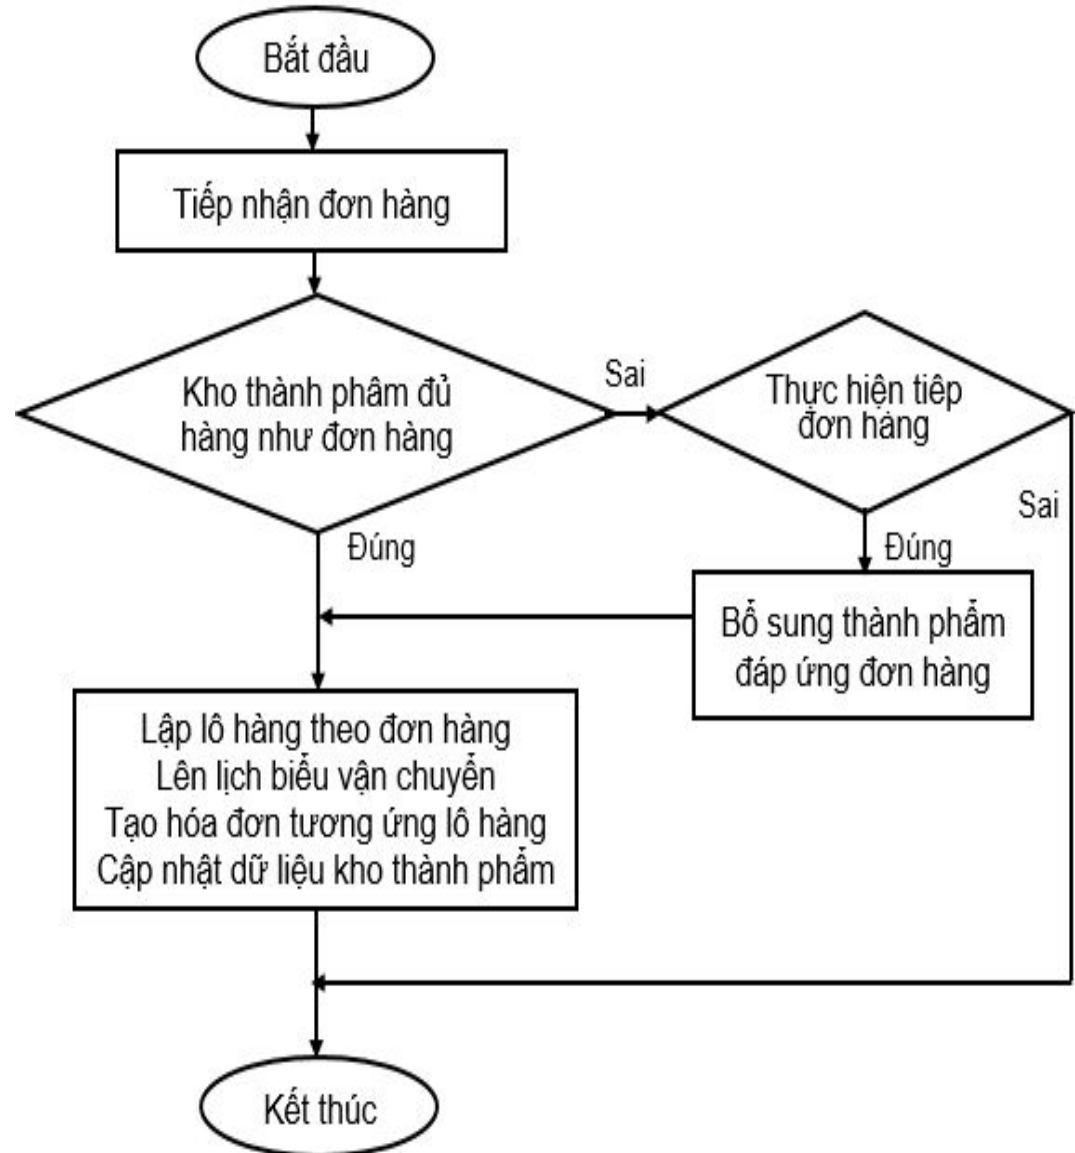 Bắt đầu
Tiếp nhận đơn hàng
Kho thành phâm đủ
hàng như đơn hàng
Sai
Thực hiện tiêp
đơn háng
Sai
Đúng
Đúng
Bổ sung thành phẩm
đáp ứng đơn hàng
Lập lô hàng theo đơn hàng
Lên lịch biểu vận chuyển
Tạo hóa đơn tương ứng lô hàng
Cập nhật dữ liệu kho thành phẩm
Kết thúc